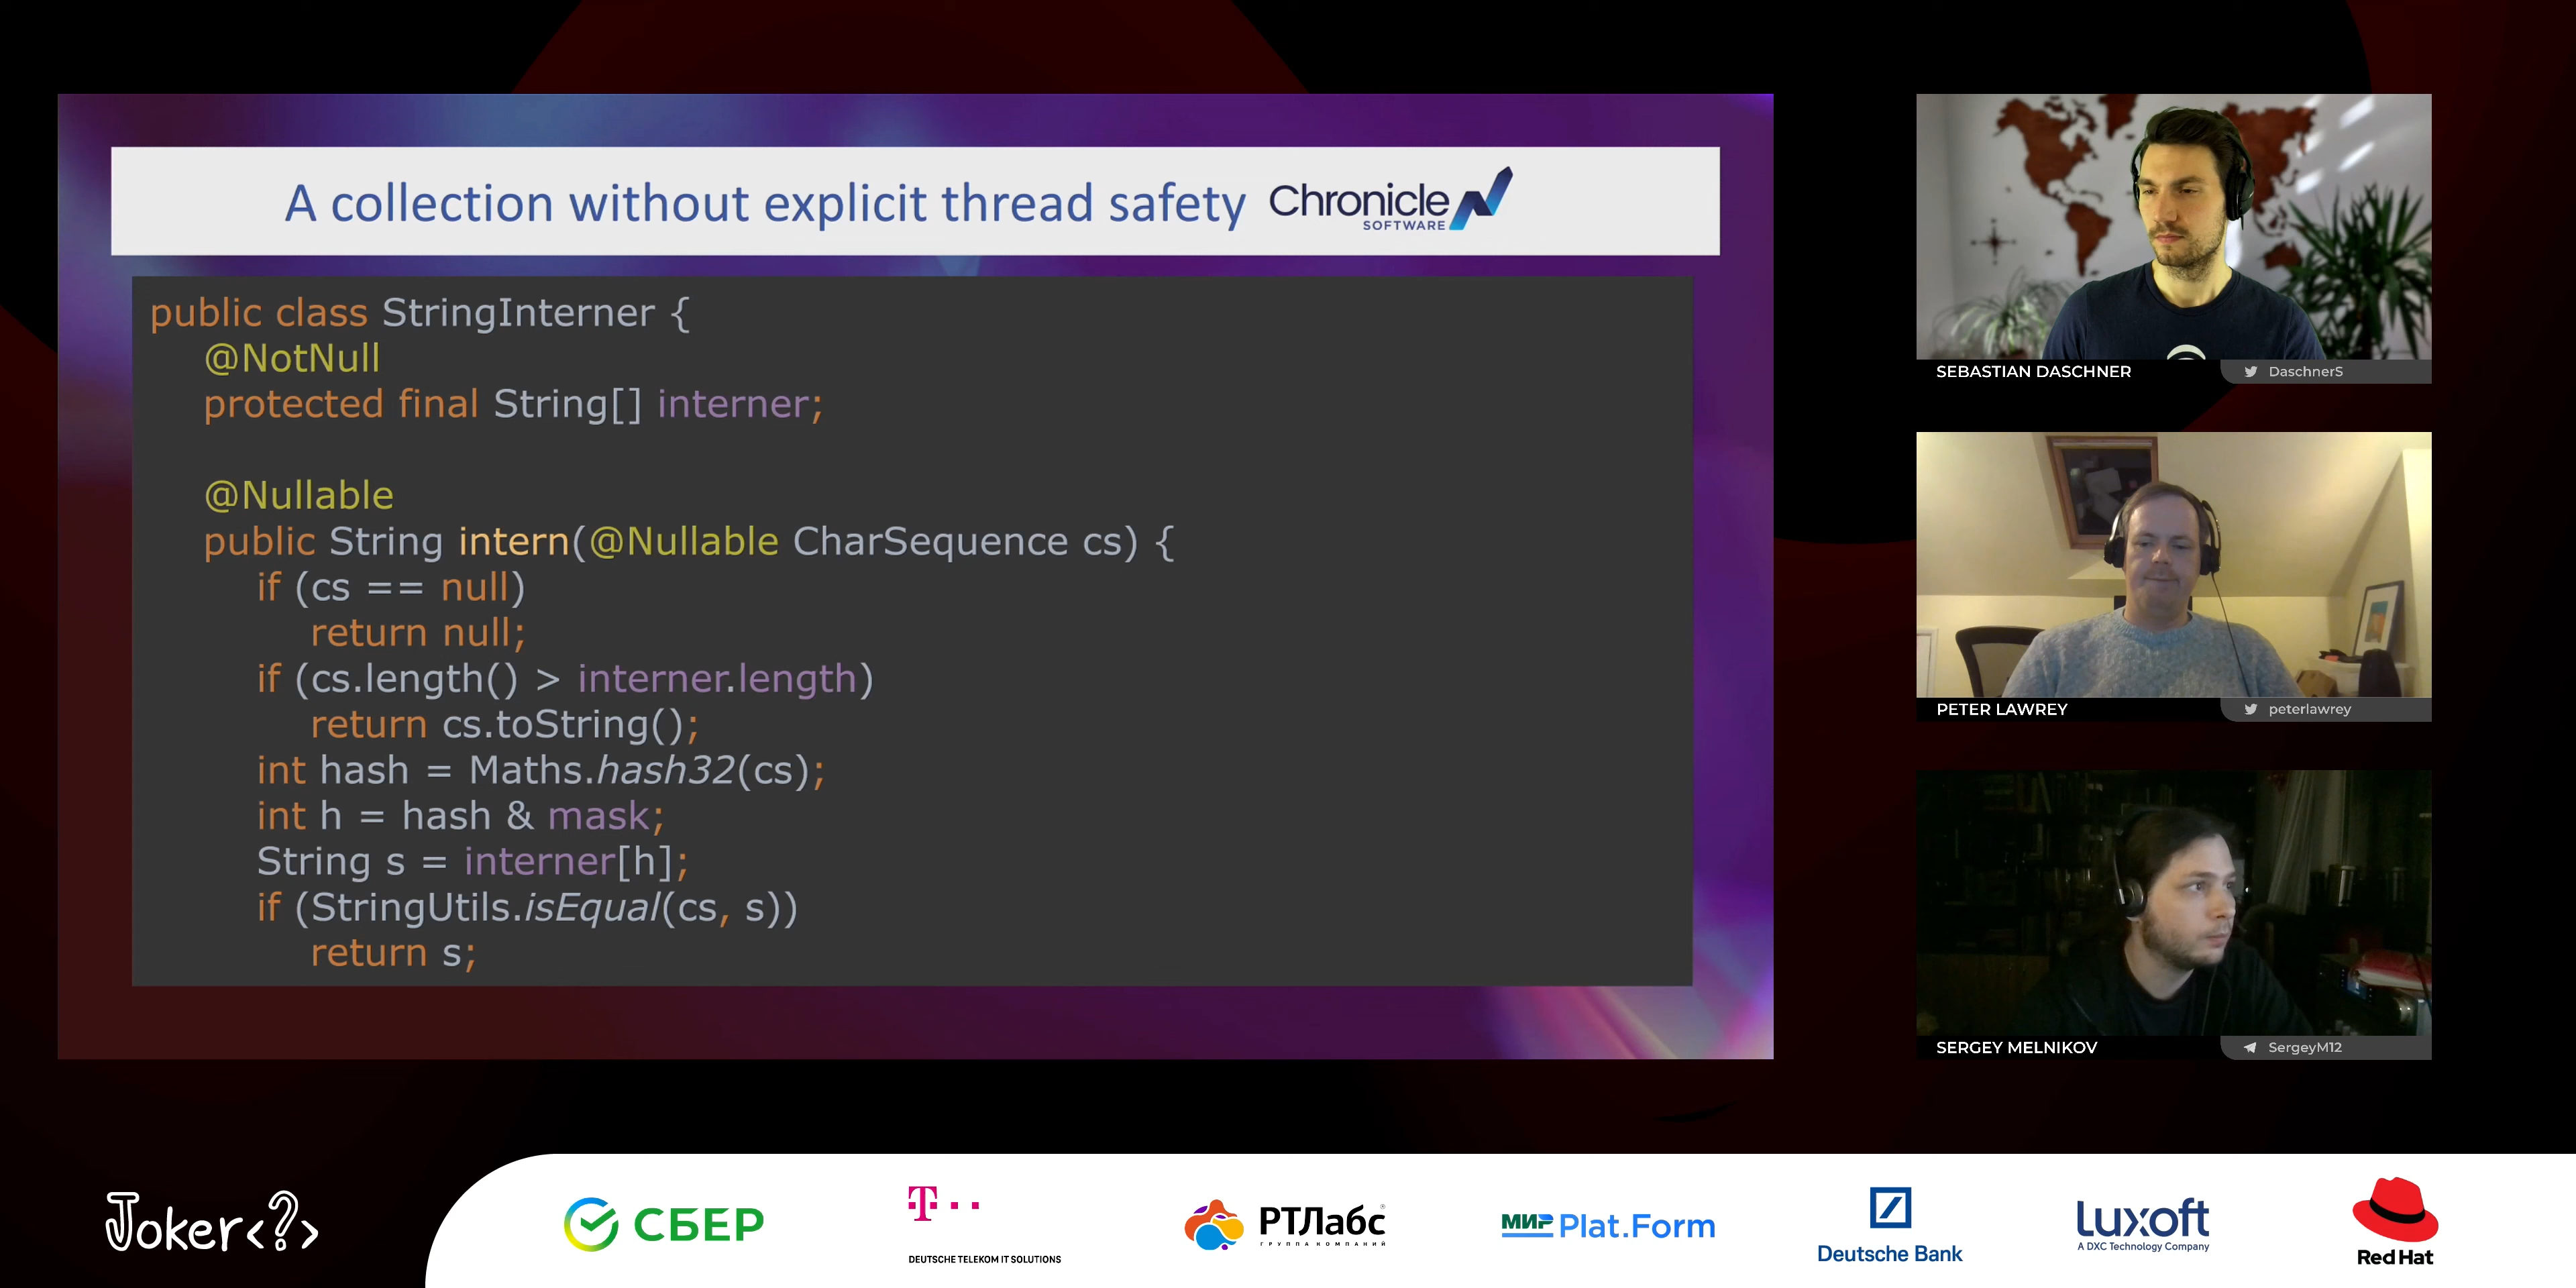 A collection without explicit thread safety
Chronicle
SOFTWARE
public class StringInterner {
@NotNull
protected final String[] interner;
@Nullable
public String intern(@Nullable CharSequence cs) {
if (cs == null)
return null;
if (cs.length() > interner.length)
return cs.toString();
int hash = Maths.hash32(cs);
int h = hash & mask;
String s = interner[h];
if (StringUtils.isEqual(cs, s))
return s;
SEBASTIAN DASCHNER
DaschnerS
PETER LAWREY
peterlawrey
SERGEY MELNIKOV
SergeyM12
Joker<?>
СБЕР
T
DEUTSCHE TELEKOM IT SOLUTIONS
РТЛабс
ГРУППА КОМПАНИЙ
МИР Plat.Form
Deutsche Bank
Luxoft
A DXC Technology Company
Red Hat